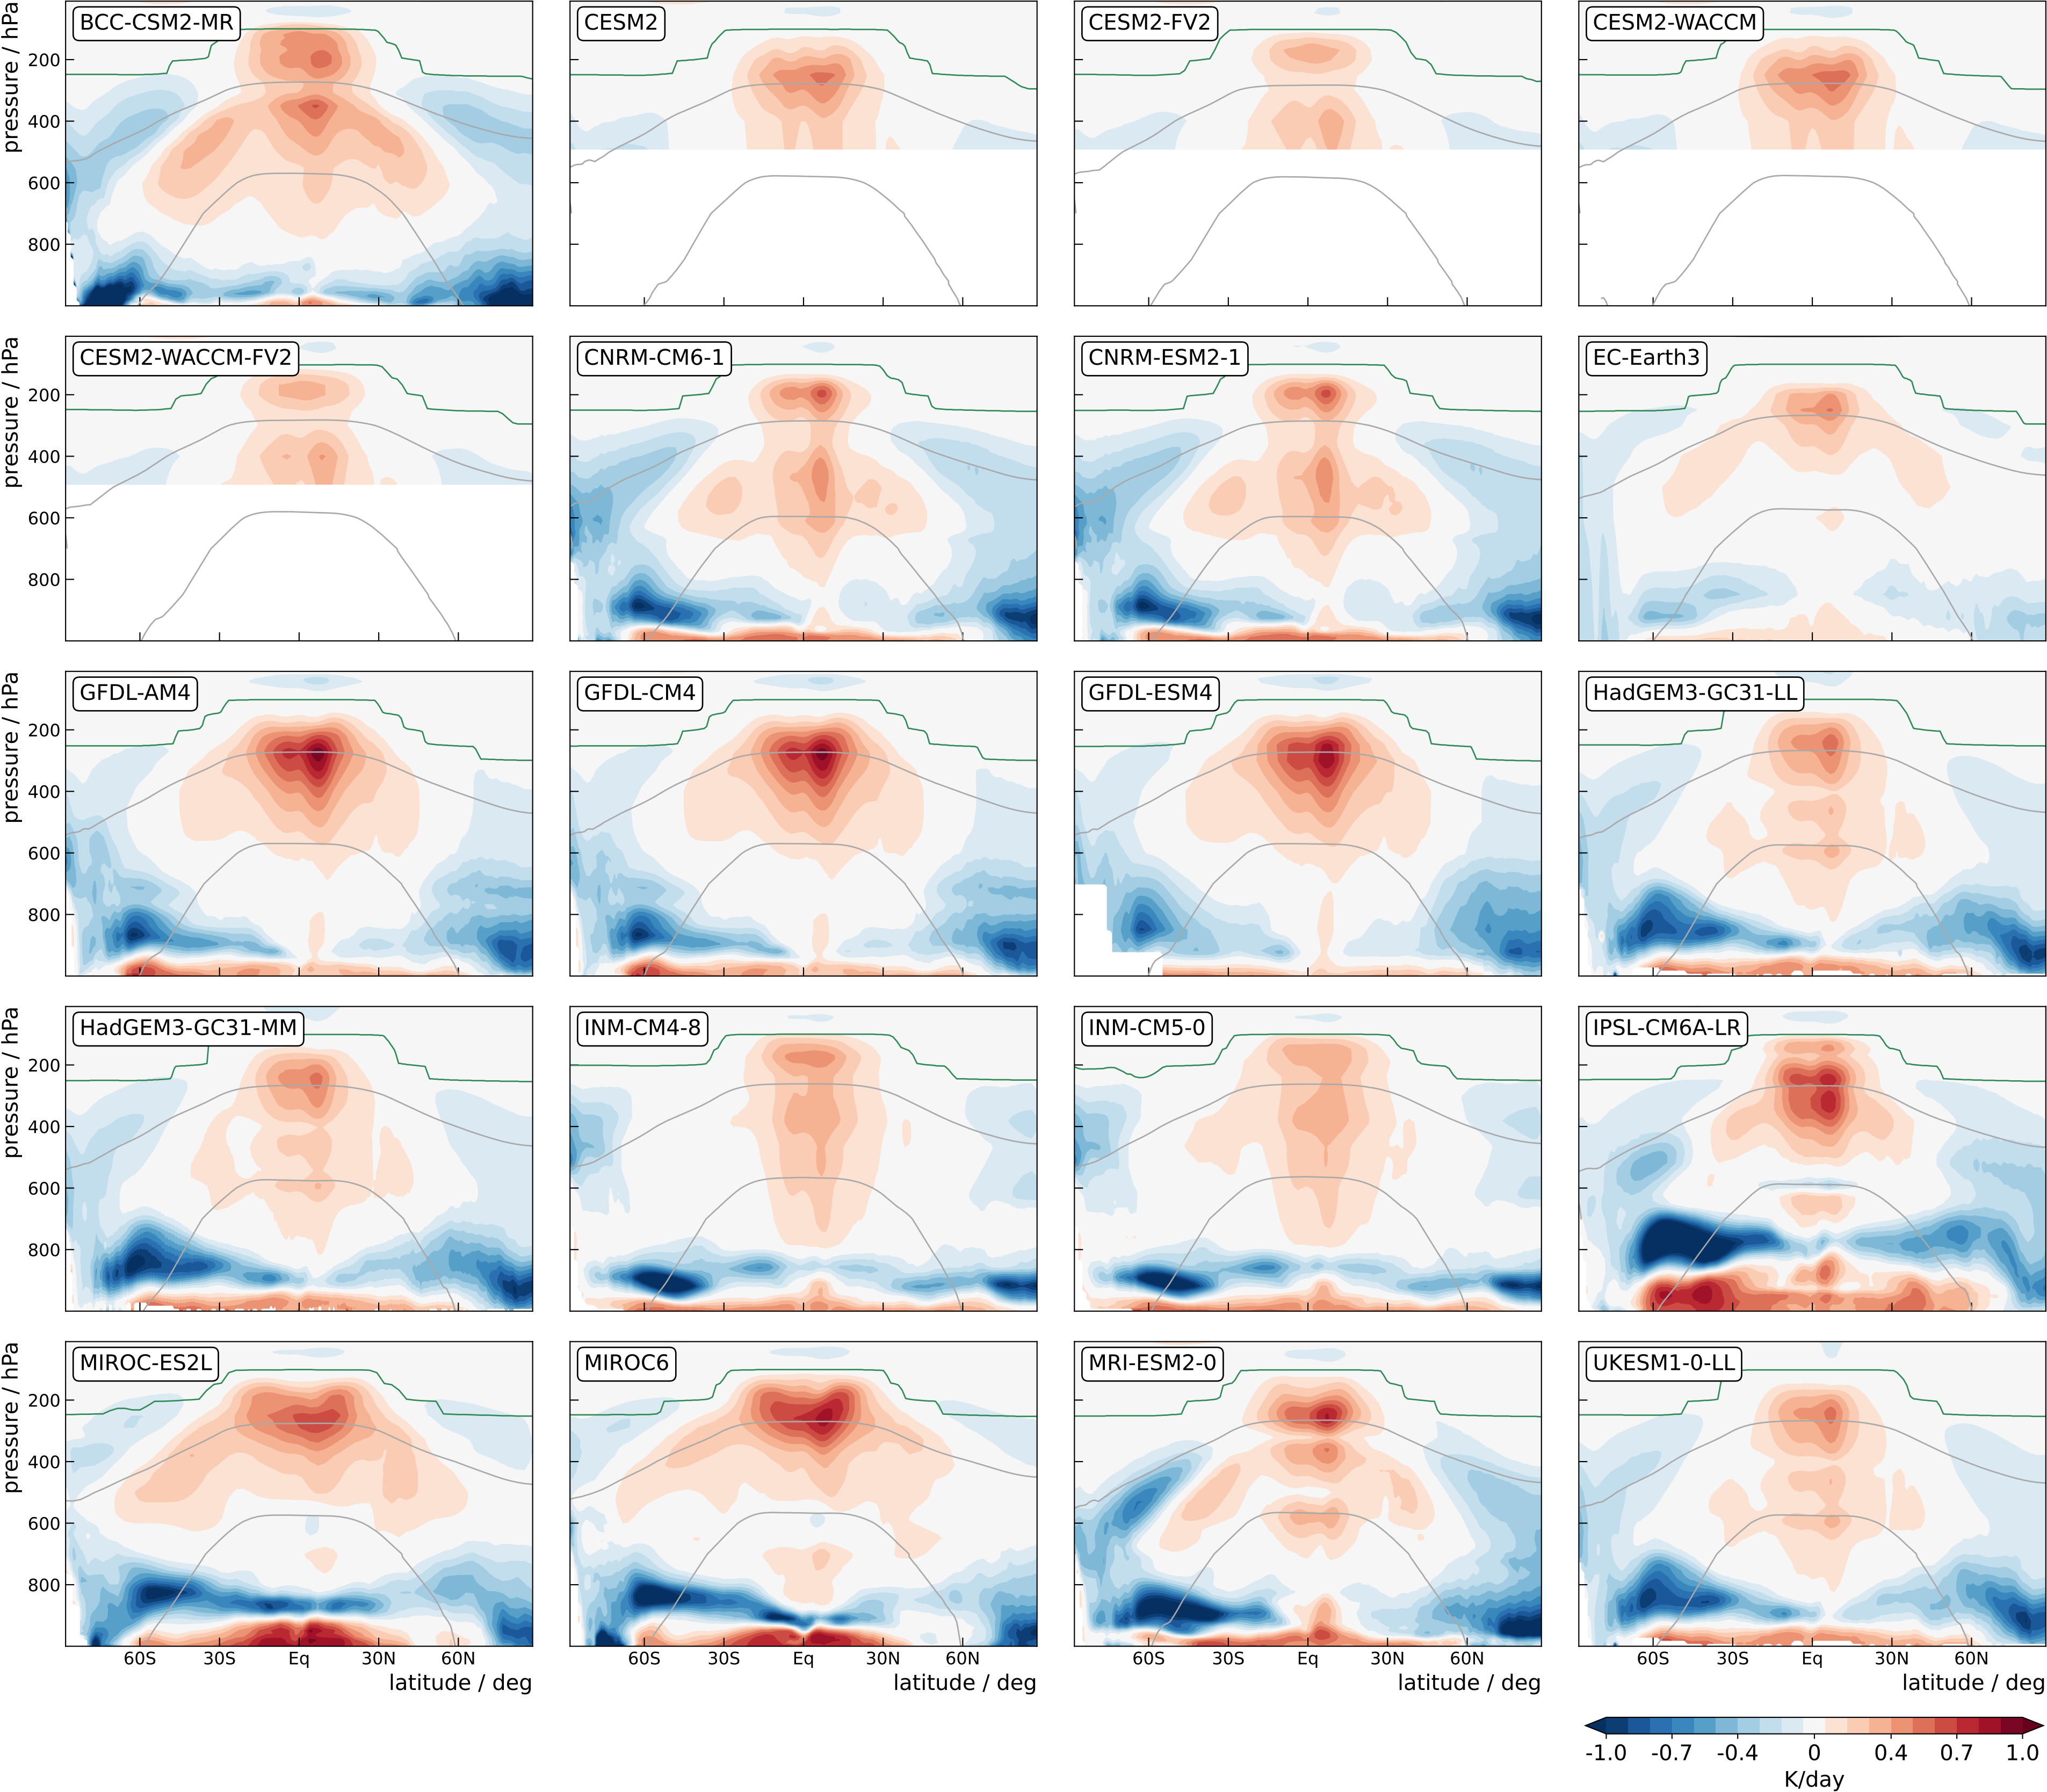 BCC-CSM2-MR
CESM2
CESM2-FV2
CESM2-WACCM
pressure / hPa
200
400
600
800
CESM2-WACCM-FV2
CNRM-CM6-1
CNRM-ESM2-1
EC-Earth3
pressure / hPa
200
400
600
800
GFDL-AM4
GFDL-CM4
GFDL-ESM4
HadGEM3-GC31-LL
pressure / hPa
200
400
600
800
HadGEM3-GC31-MM
INM-CM4-8
INM-CM5-0
IPSL-CM6A-LR
pressure / hPa
200
400
600
800
MIROC-ES2L
MIROC6
MRI-ESM2-0
UKESM1-0-LL
pressure / hPa
200
400
600
800
60S 30S Eq 30N 60N
60S 30S Eq 30N 60N
60S 30S Eq 30N 60N
60S 30S Eq 30N 60N
latitude / deg
latitude / deg
latitude / deg
latitude / deg
-1.0 -0.7 -0.4 0 0.4 0.7 1.0
K/day